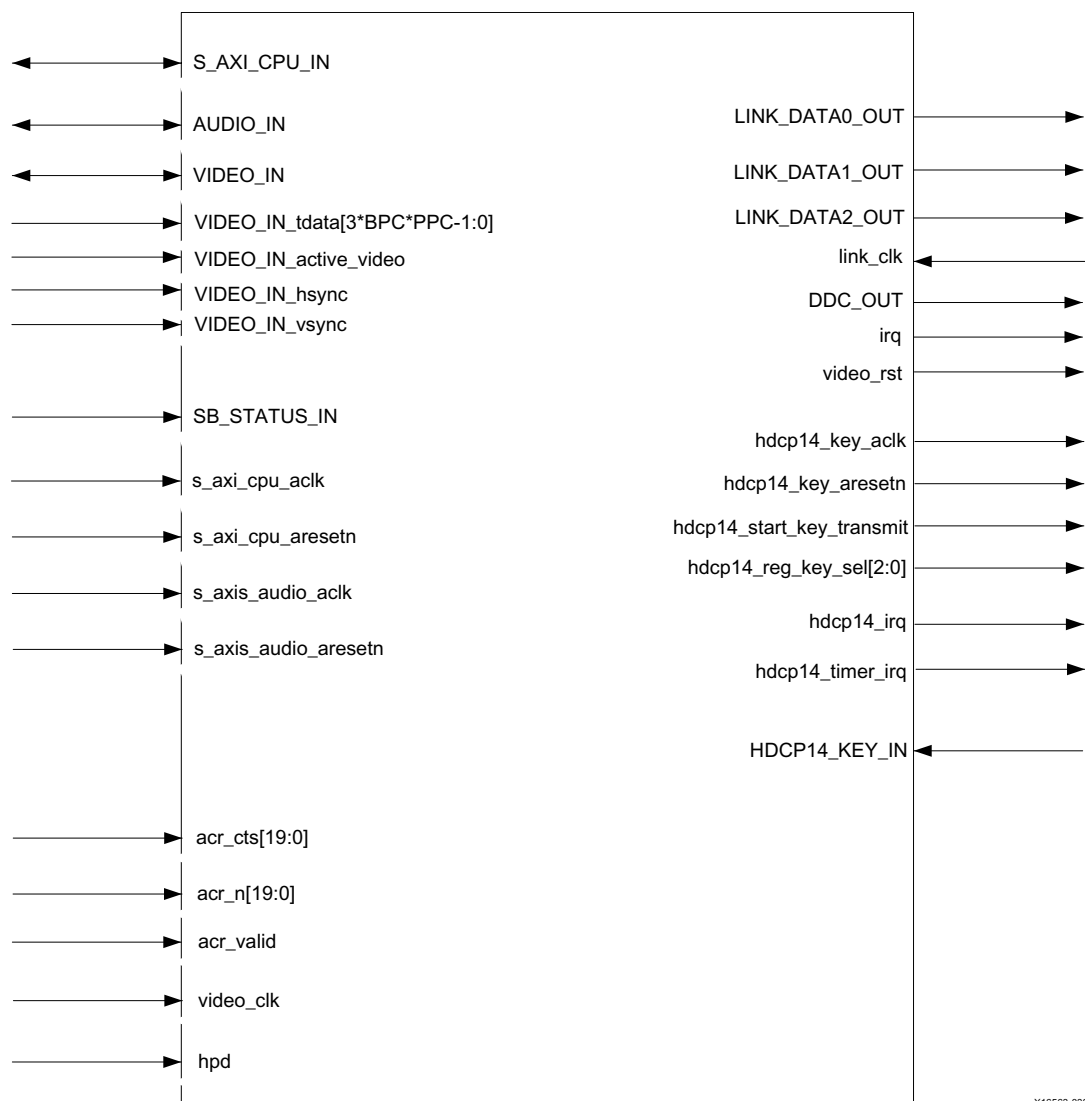 S_AXI_CPU_IN
AUDIO_IN
VIDEO_IN
VIDEO_IN_tdata[3*BPC*PPC-1:0]
VIDEO_IN_active_video
VIDEO_IN_hsync
VIDEO_IN_vsync
SB_STATUS_IN
s_axi_cpu_aclk
s_axi_cpu_aresetn
s_axis_audio_aclk
s_axis_audio_aresetn
acr_cts[19:0]
acr_n[19:0]
acr_valid
video_clk
hpd
LINK_DATA0_OUT
LINK_DATA1_OUT
LINK_DATA2_OUT
link_clk
DDC_OUT
irq
video_rst
hdcp14_key_aclk
hdcp14_key_aresetn
hdcp14_start_key_transmit
hdcp14_reg_key_sel[2:0]
hdcp14_irq
hdcp14_timer_irq
HDCP14_KEY_IN